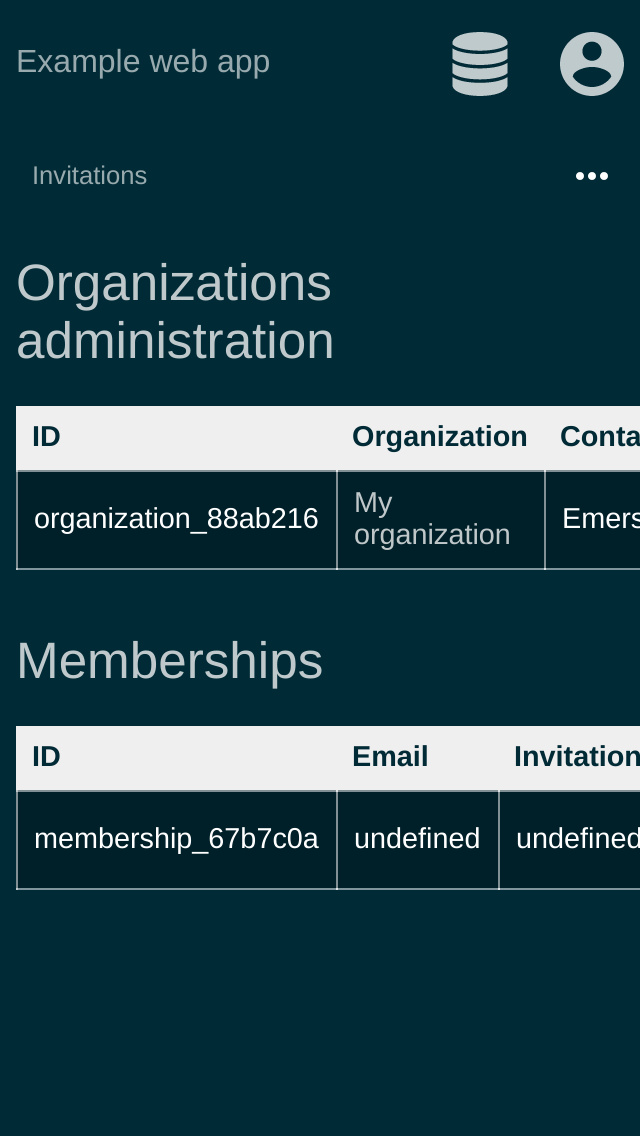 Example web app
Invitations
Organizations
administration
ID Organization Conta
organization_88ab216 My organization Emers
Memberships
ID Email Invitation
membership_67b7c0a undefined undefined